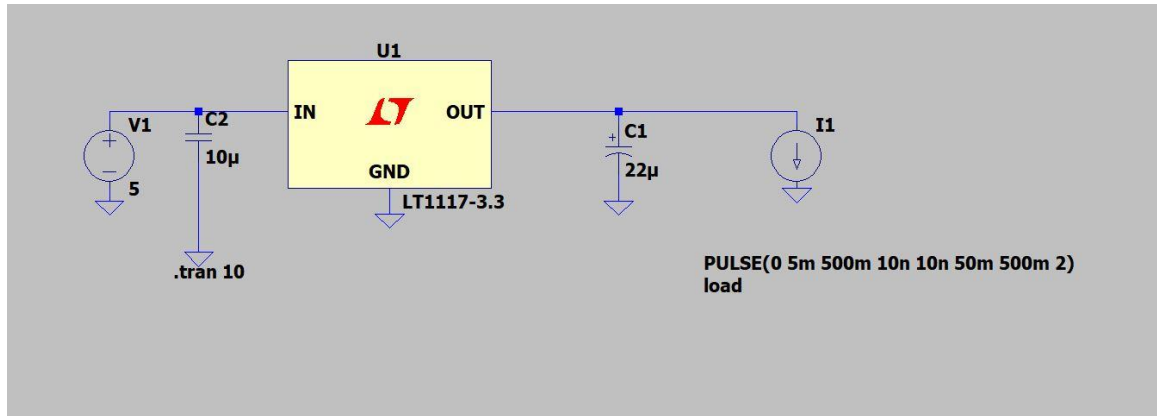 U1
V1
C2
IN
OUT
C1
I1
10µ
22µ
GND
5
LT1117-3.3
.tran 10
PULSE(0 5m 500m 10n 10n 50m 500m 2)
load